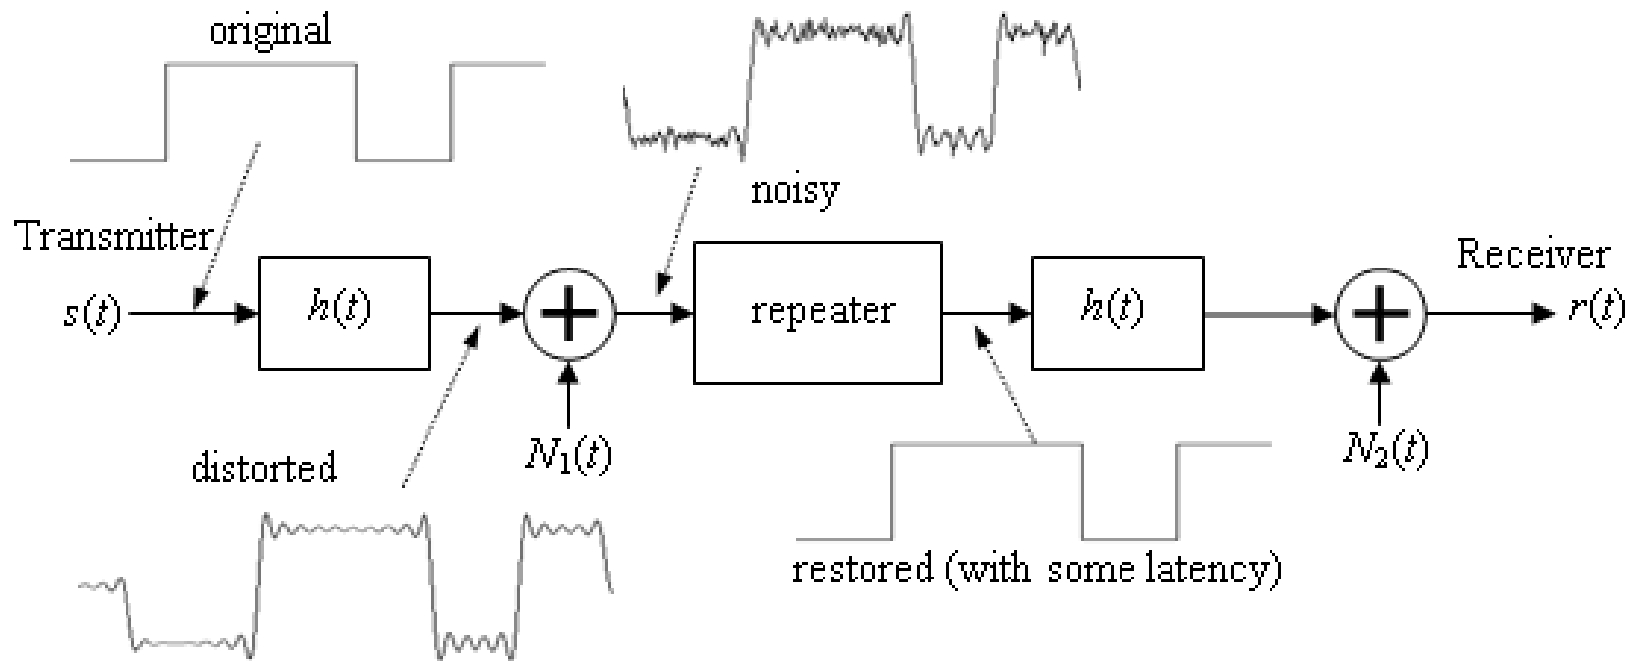 original
noisy
Transmitter
Receiver
s(t)
h(t)
+
repeater
h(t)
+
r(t)
distorted
N₁(t)
N₂(t)
restored (with some latency)